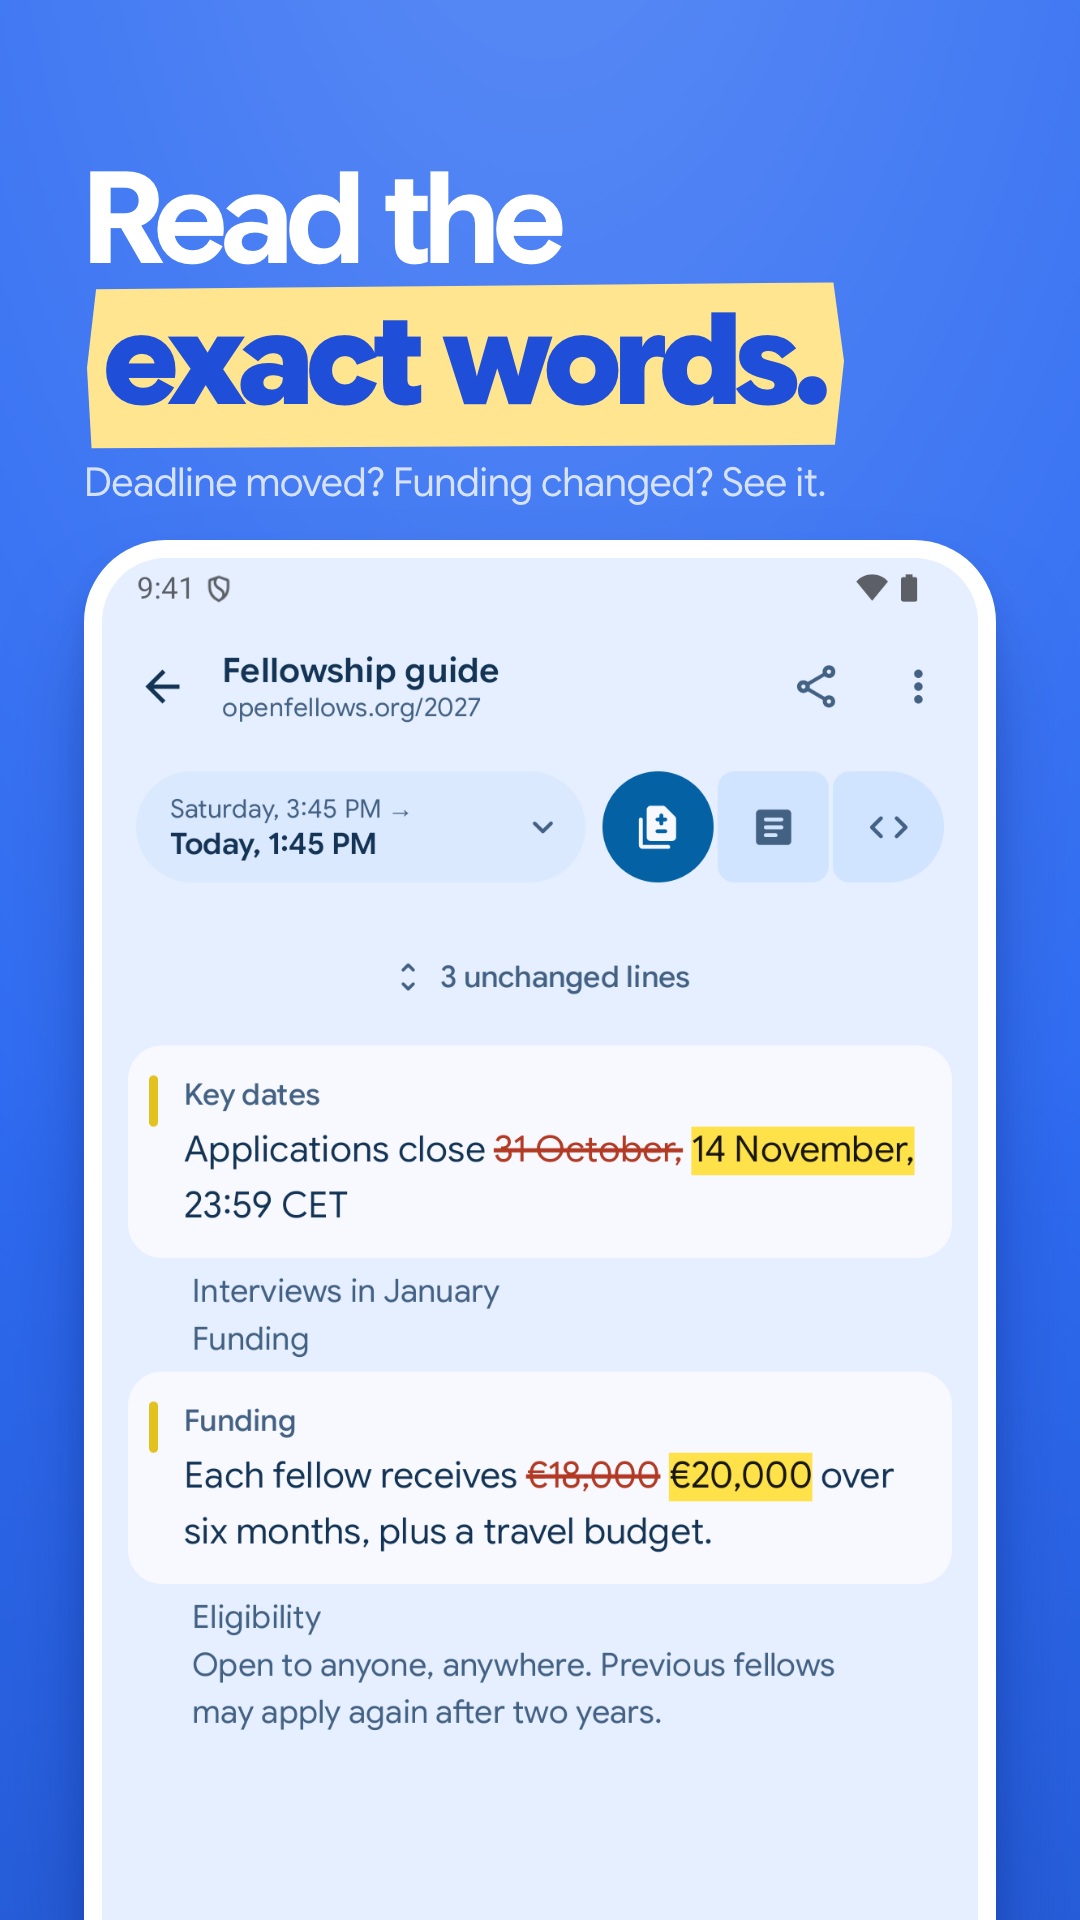 Read the
exact words.
Deadline moved? Funding changed? See it.
9:41
Fellowship guide
openfellows.org/2027
Saturday, 3:45 PM →
Today, 1:45 PM
3 unchanged lines
Key dates
Applications close 31 October, 14 November,
23:59 CET
Interviews in January
Funding
Funding
Each fellow receives €18,000 €20,000 over
six months, plus a travel budget.
Eligibility
Open to anyone, anywhere. Previous fellows
may apply again after two years.